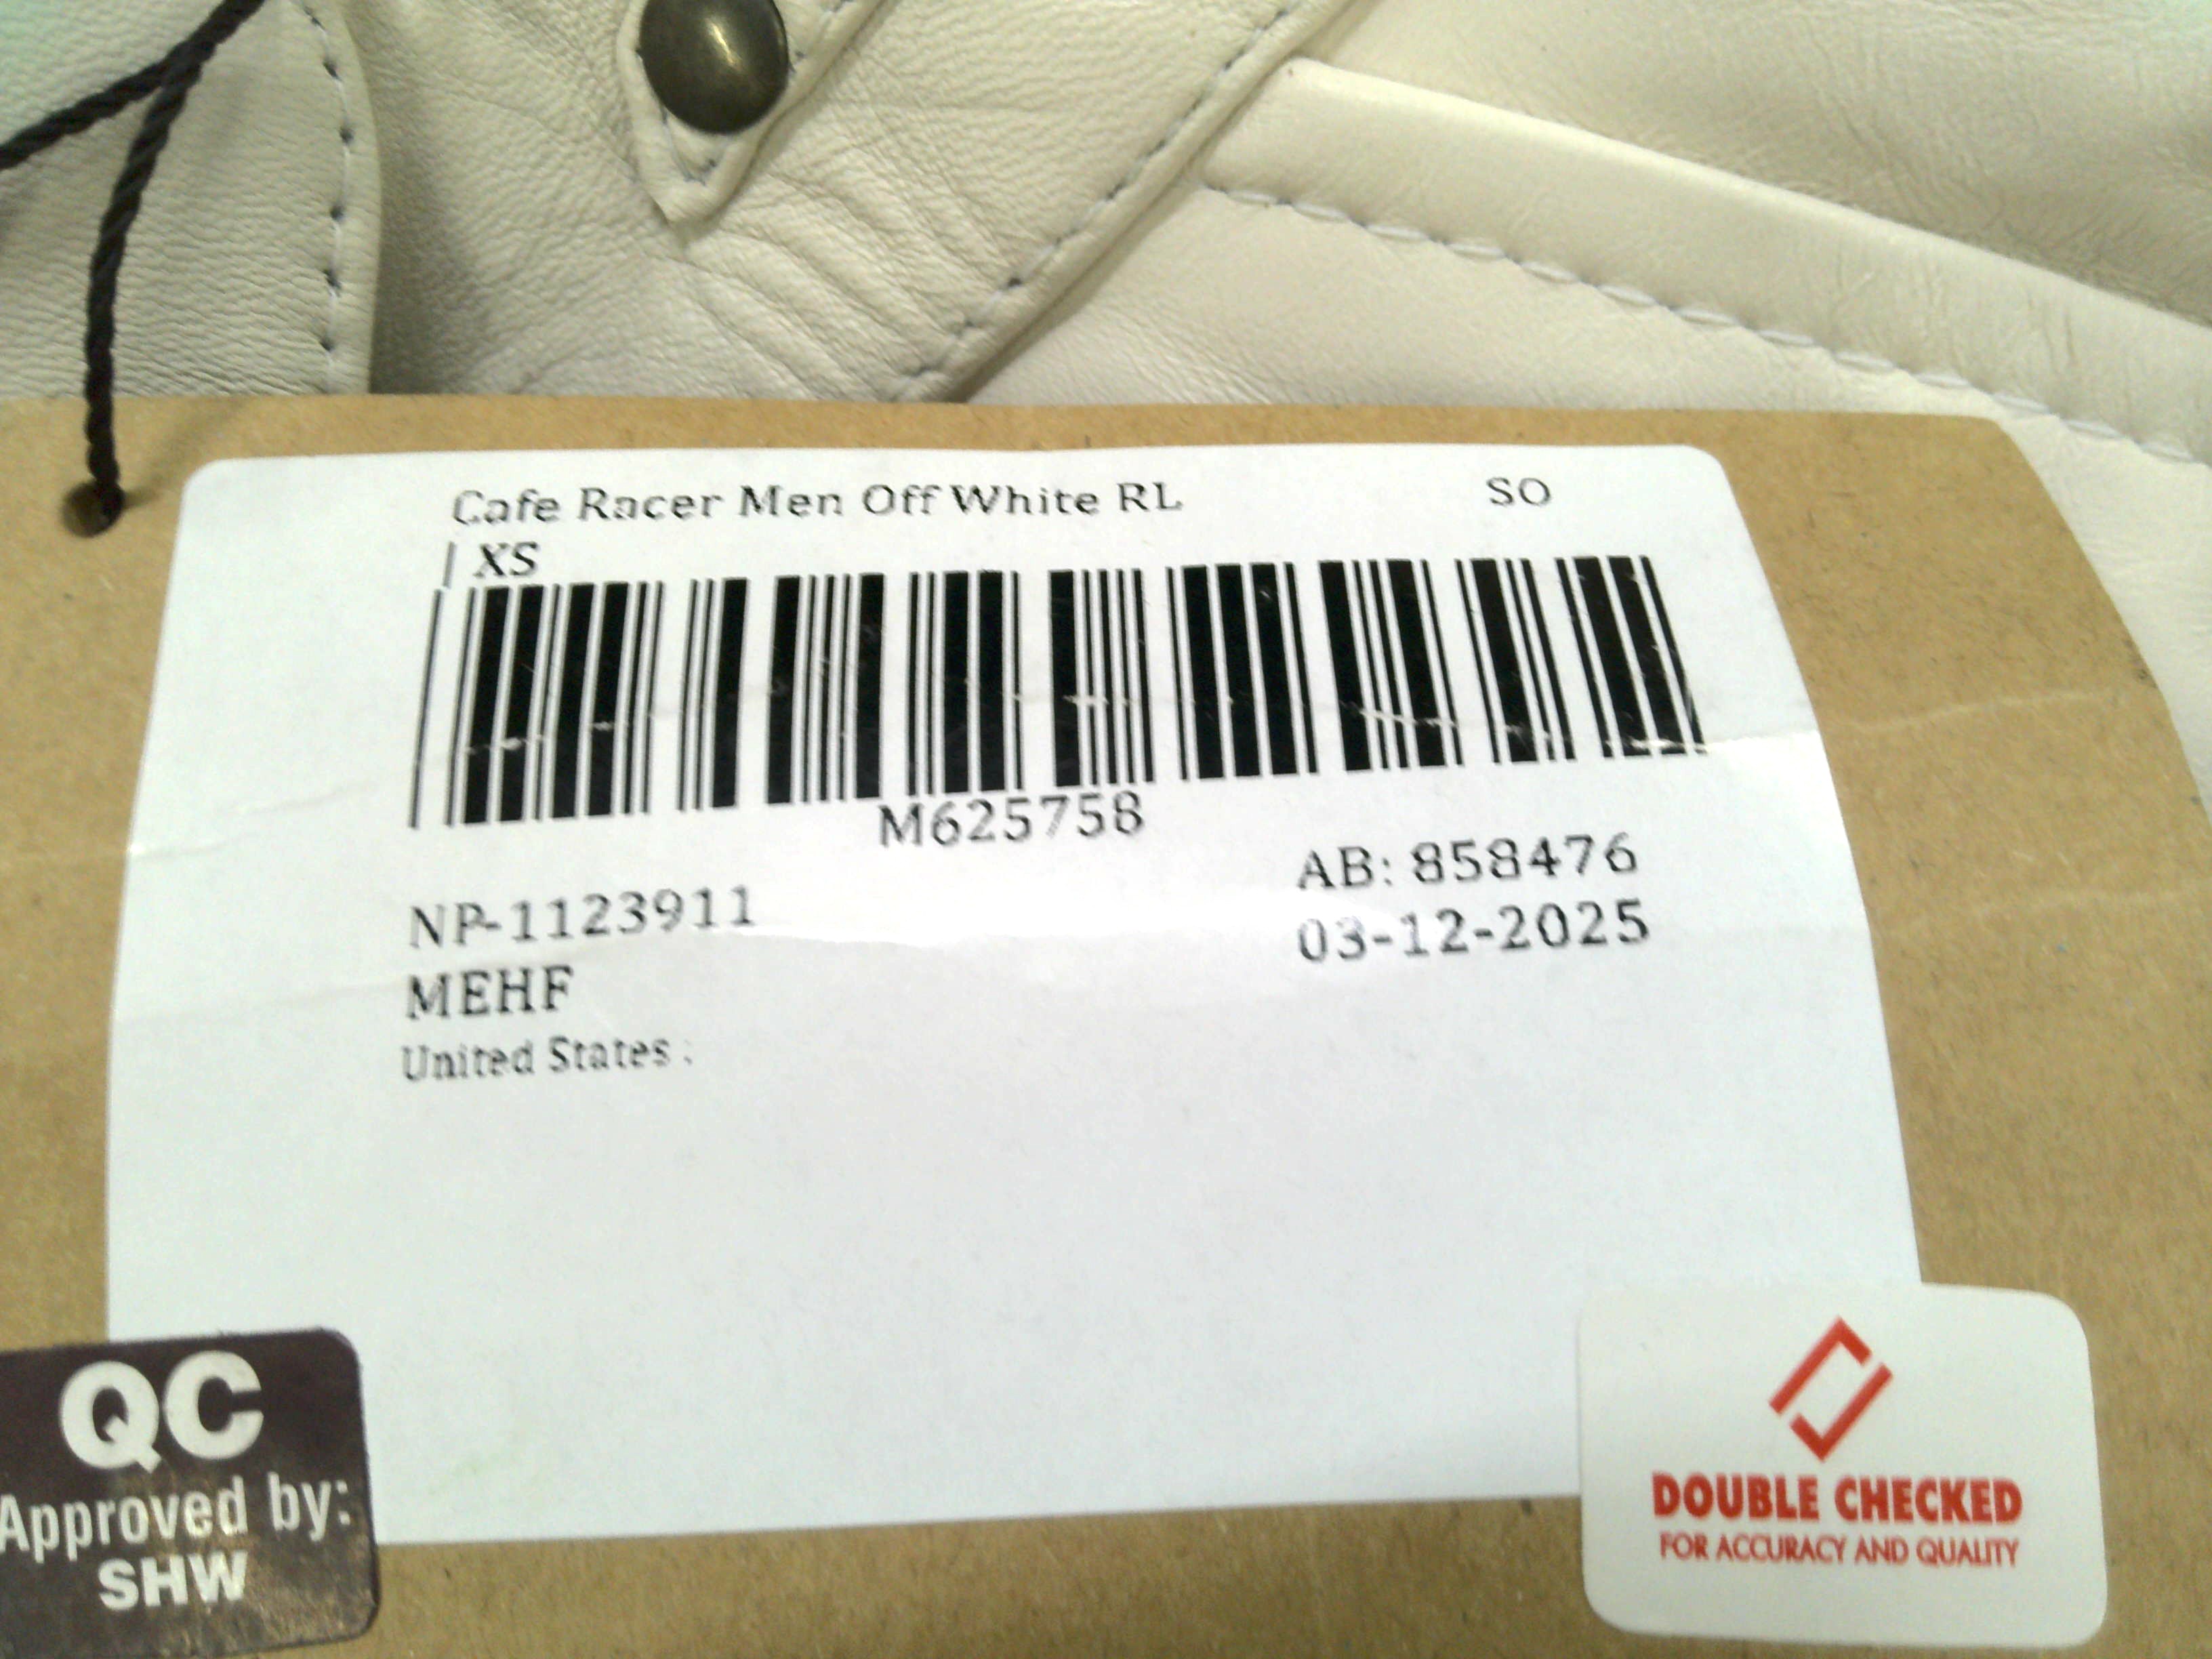 Cafe Racer Men Off White RL SO
| XS
M625758
AB: 858476
NP-1123911
03-12-2025
MEHF
United States :
QC
Approved by:
SHW
DOUBLE CHECKED
FOR ACCURACY AND QUALITY